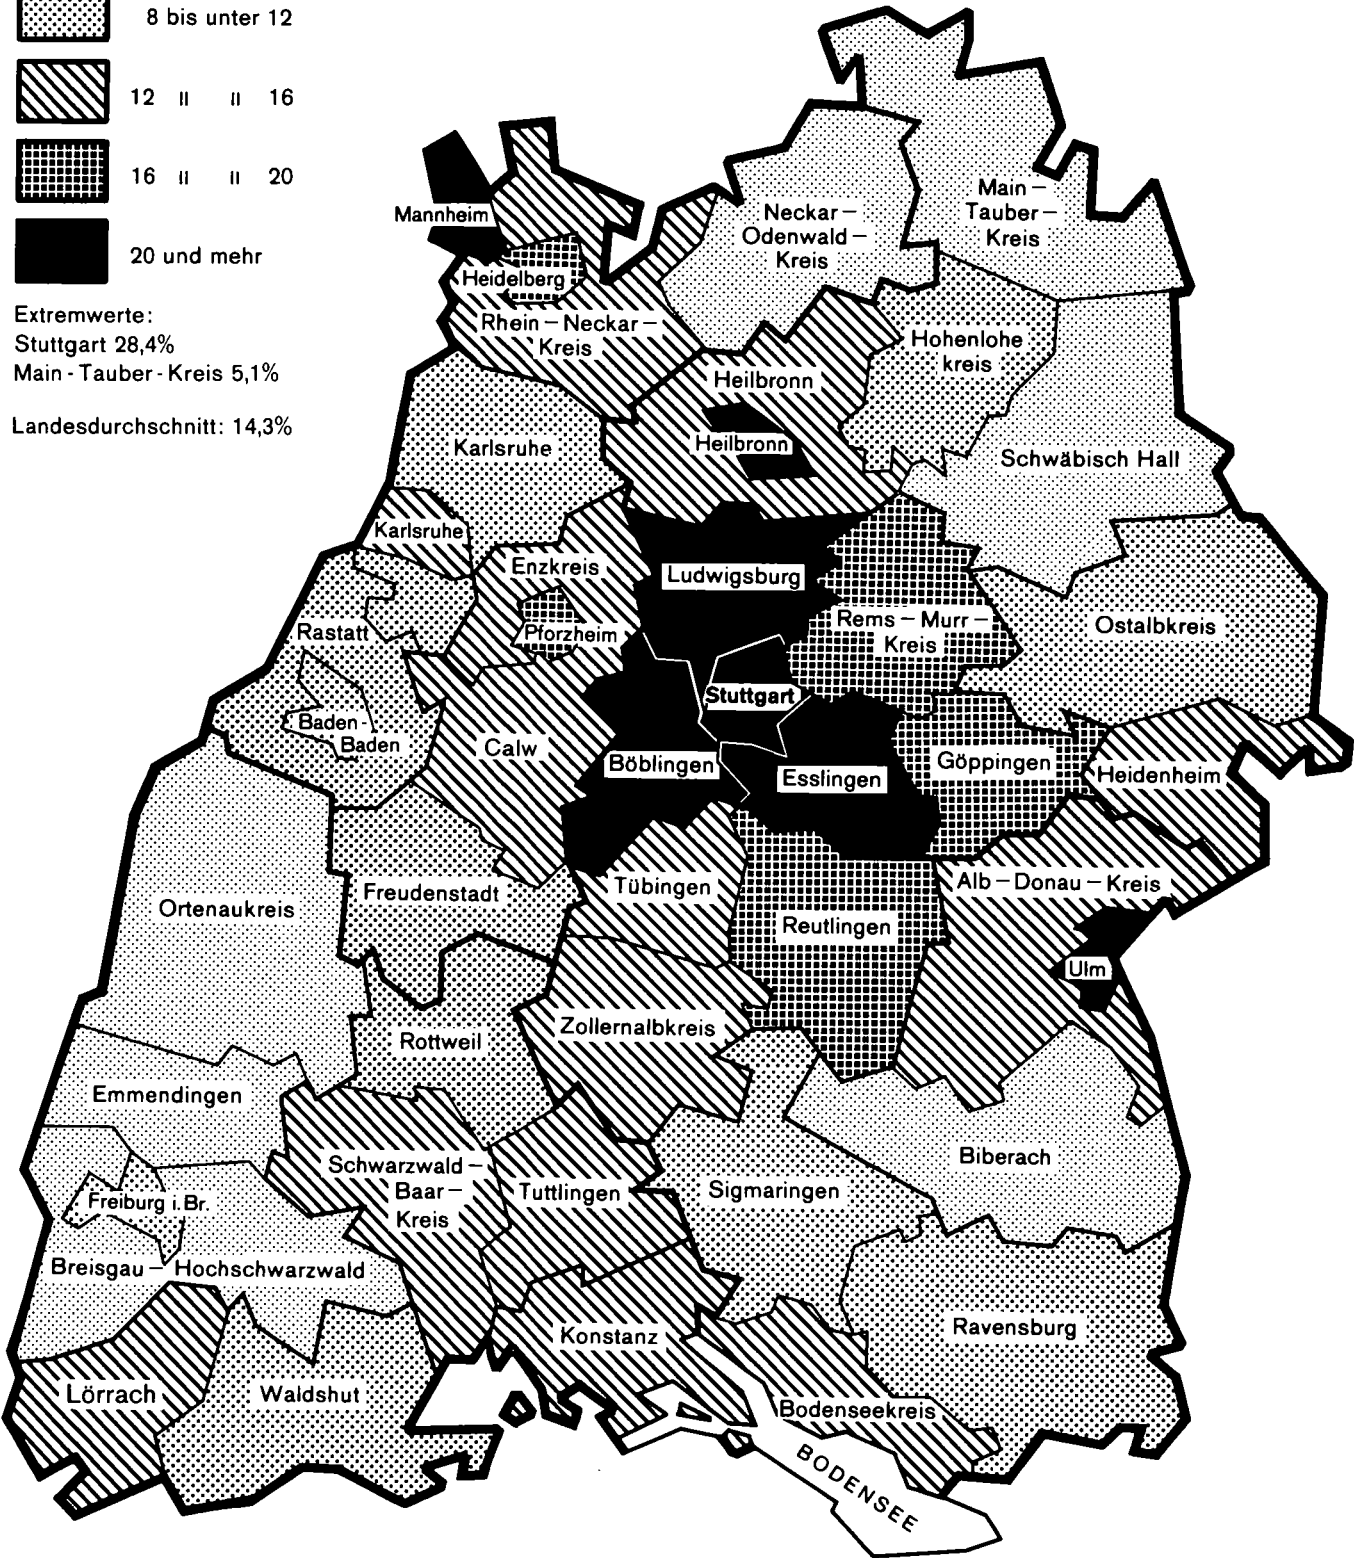 8 bis unter 12
12 " " 16
16 " " 20
20 und mehr
Extremwerte:
Stuttgart 28,4%
Main - Tauber - Kreis 5,1%
Landesdurchschnitt: 14,3%
Main –
Tauber –
Kreis
Neckar –
Odenwald –
Kreis
Mannheim
Heidelberg
Rhein – Neckar –
Kreis
Hohenlohe
kreis
Heilbronn
Heilbronn
Karlsruhe
Schwäbisch Hall
Karlsruhe
Enzkreis
Ludwigsburg
Pforzheim
Rems – Murr –
Kreis
Ostalbkreis
Rastatt
Stuttgart
Baden-
Baden
Calw
Böblingen
Esslingen
Göppingen
Heidenheim
Freudenstadt
Tübingen
Alb – Donau – Kreis
Ortenaukreis
Reutlingen
Ulm
Rottweil
Zollernalbkreis
Emmendingen
Schwarzwald –
Baar –
Kreis
Tuttlingen
Sigmaringen
Biberach
Freiburg i. Br.
Breisgau – Hochschwarzwald
Konstanz
Ravensburg
Lörrach
Waldshut
Bodenseekreis
BODENSEE